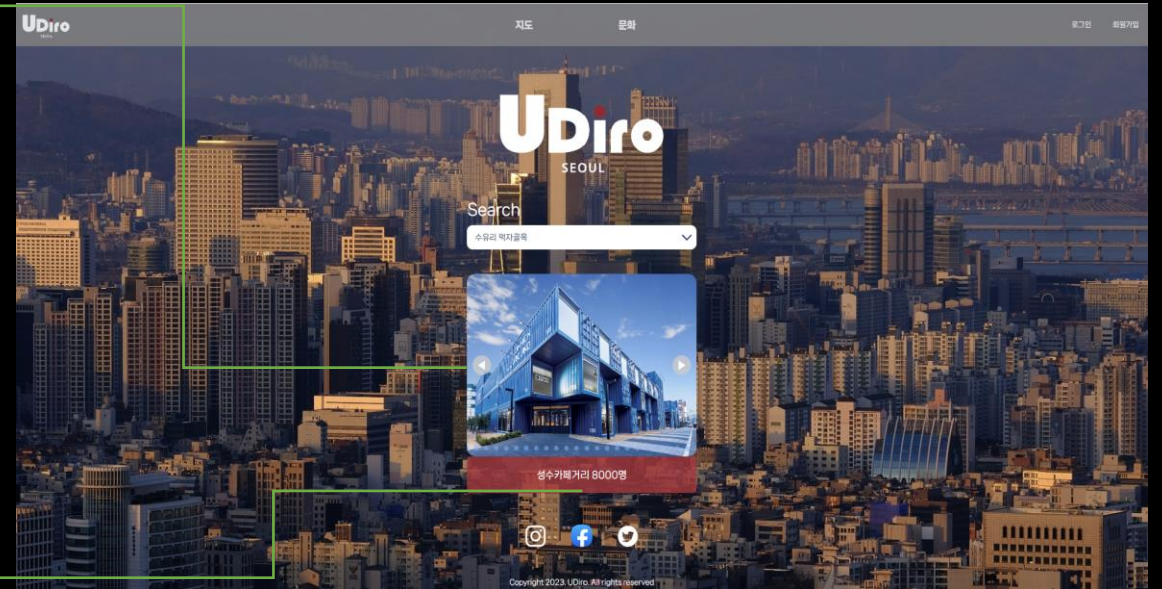 UDiro
SEOUL
지도
문화
로그인
회원가입
UDiro
SEOUL
Search
수유리 먹자골목
성수카페거리 8000명
Copyright 2023. UDiro. All rights reserved